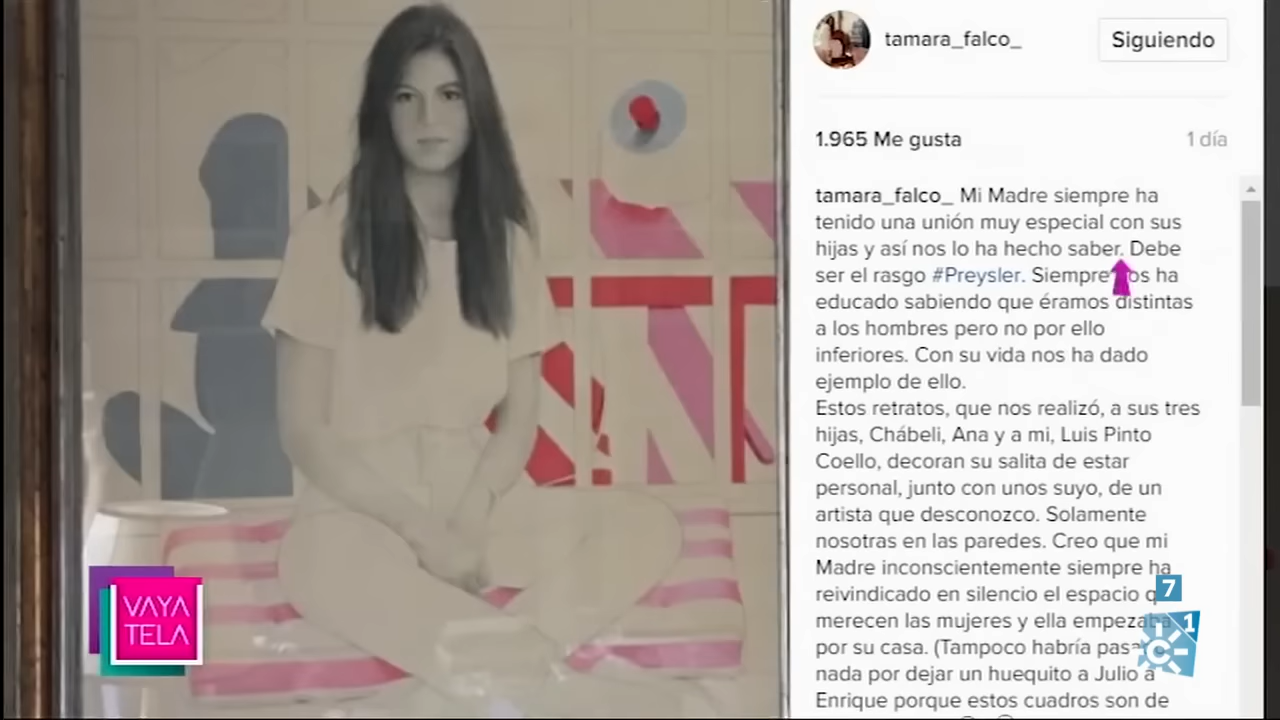 tamara_falco_
Siguiendo
1.965 Me gusta
1 día
tamara_falco_ Mi Madre siempre ha
tenido una unión muy especial con sus
hijas y así nos lo ha hecho saber. Debe
ser el rasgo #Preysler. Siempre nos ha
educado sabiendo que éramos distintas
a los hombres pero no por ello
inferiores. Con su vida nos ha dado
ejemplo de ello.
Estos retratos, que nos realizó, a sus tres
hijas, Chábeli, Ana y a mi, Luis Pinto
Coello, decoran su salita de estar
personal, junto con unos suyo, de un
artista que desconozco. Solamente
nosotras en las paredes. Creo que mi
Madre inconscientemente siempre ha
reivindicado en silencio el espacio
merecen las mujeres y ella empezaba
por su casa. (Tampoco habría
nada por dejar un huequito a Julio a
Enrique porque estos cuadros son de
VAYA
TELA
7
1